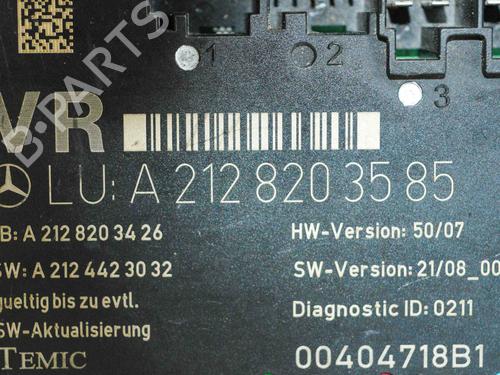 1 2 3
VR
B-PARTS
LU: A 212 820 35 85
B: A 212 820 34 26
HW-Version: 50/07
SW: A 212 442 30 32
SW-Version: 21/08_00
gueltig bis zu evtl.
Diagnostic ID: 0211
SW-Aktualisierung
TEMIC
00404718B1